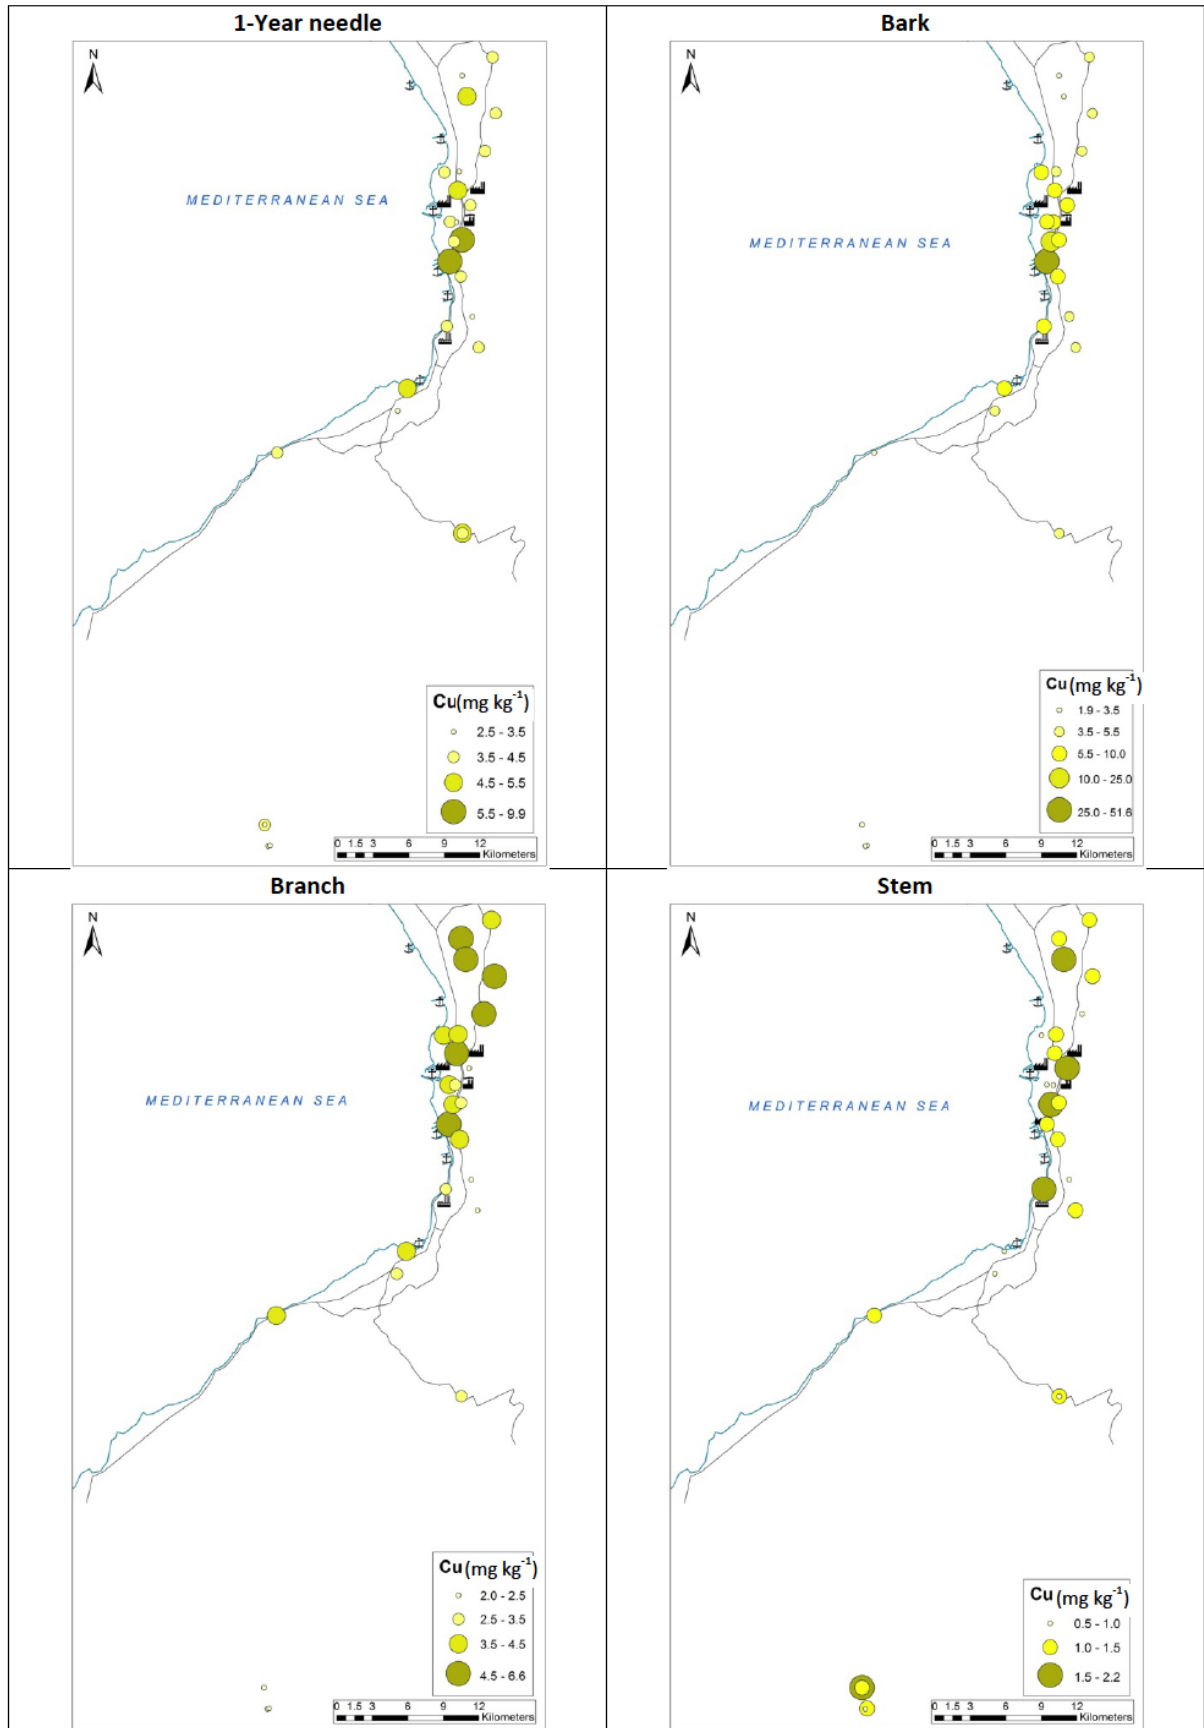 1-Year needle
N
MEDITERRANEAN SEA
Cu(mg kg-1)
2.5 - 3.5
3.5 - 4.5
4.5 - 5.5
5.5 - 9.9
0 1.5 3 6 9 12
Kilometers
Bark
N
MEDITERRANEAN SEA
Cu(mg kg-1)
1.9 - 3.5
3.5 - 5.5
5.5 - 10.0
10.0 - 25.0
25.0 - 51.6
0 1.5 3 6 9 12
Kilometers
Branch
N
MEDITERRANEAN SEA
Cu(mg kg-1)
2.0 - 2.5
2.5 - 3.5
3.5 - 4.5
4.5 - 6.6
0 1.5 3 6 9 12
Kilometers
Stem
N
MEDITERRANEAN SEA
Cu (mg kg-1)
0.5 - 1.0
1.0 - 1.5
1.5 - 2.2
0 1.5 3 6 9 12
Kilometers